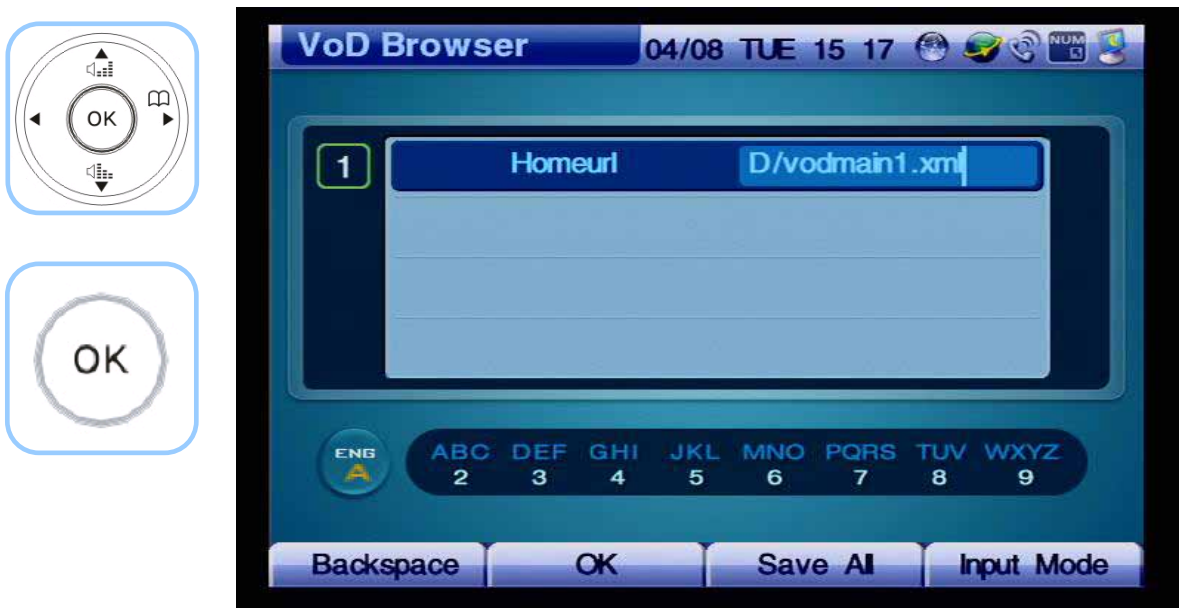 OK
OK
VoD Browser 04/08 TUE 15 17 NUM
1 Homeurl D/vodmain1.xml
ENG A
ABC DEF GHI JKL MNO PQRS TUV WXYZ
2 3 4 5 6 7 8 9
Backspace OK Save All Input Mode